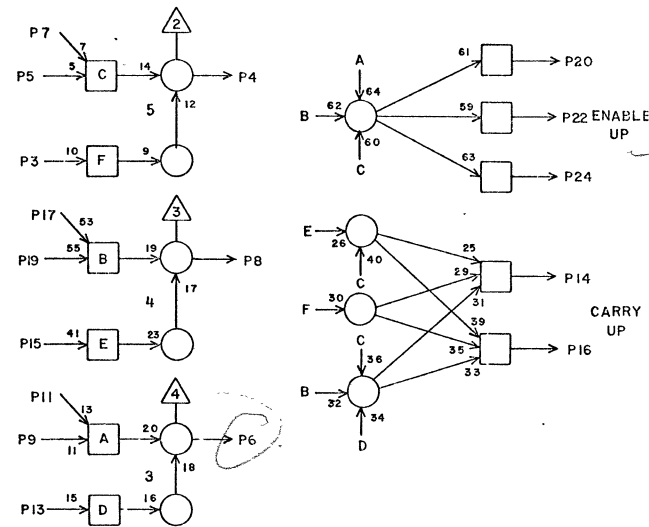 2
P7
7
P5 5 C 14 P4
5 12
P3 10 F 9
3
P17
53
P19 55 B 19 P8
4 17
P15 41 E 23
4
P11
13
P9 11 A 20 P6
3 18
P13 15 D 16
61 P20
A
64
B 62 59 P22 ENABLE
UP
60 63
C P24
E 26 25
40 29 P14
C 31
F 30 CARRY
39 UP
C 35 P16
36 33
B 32
34
D